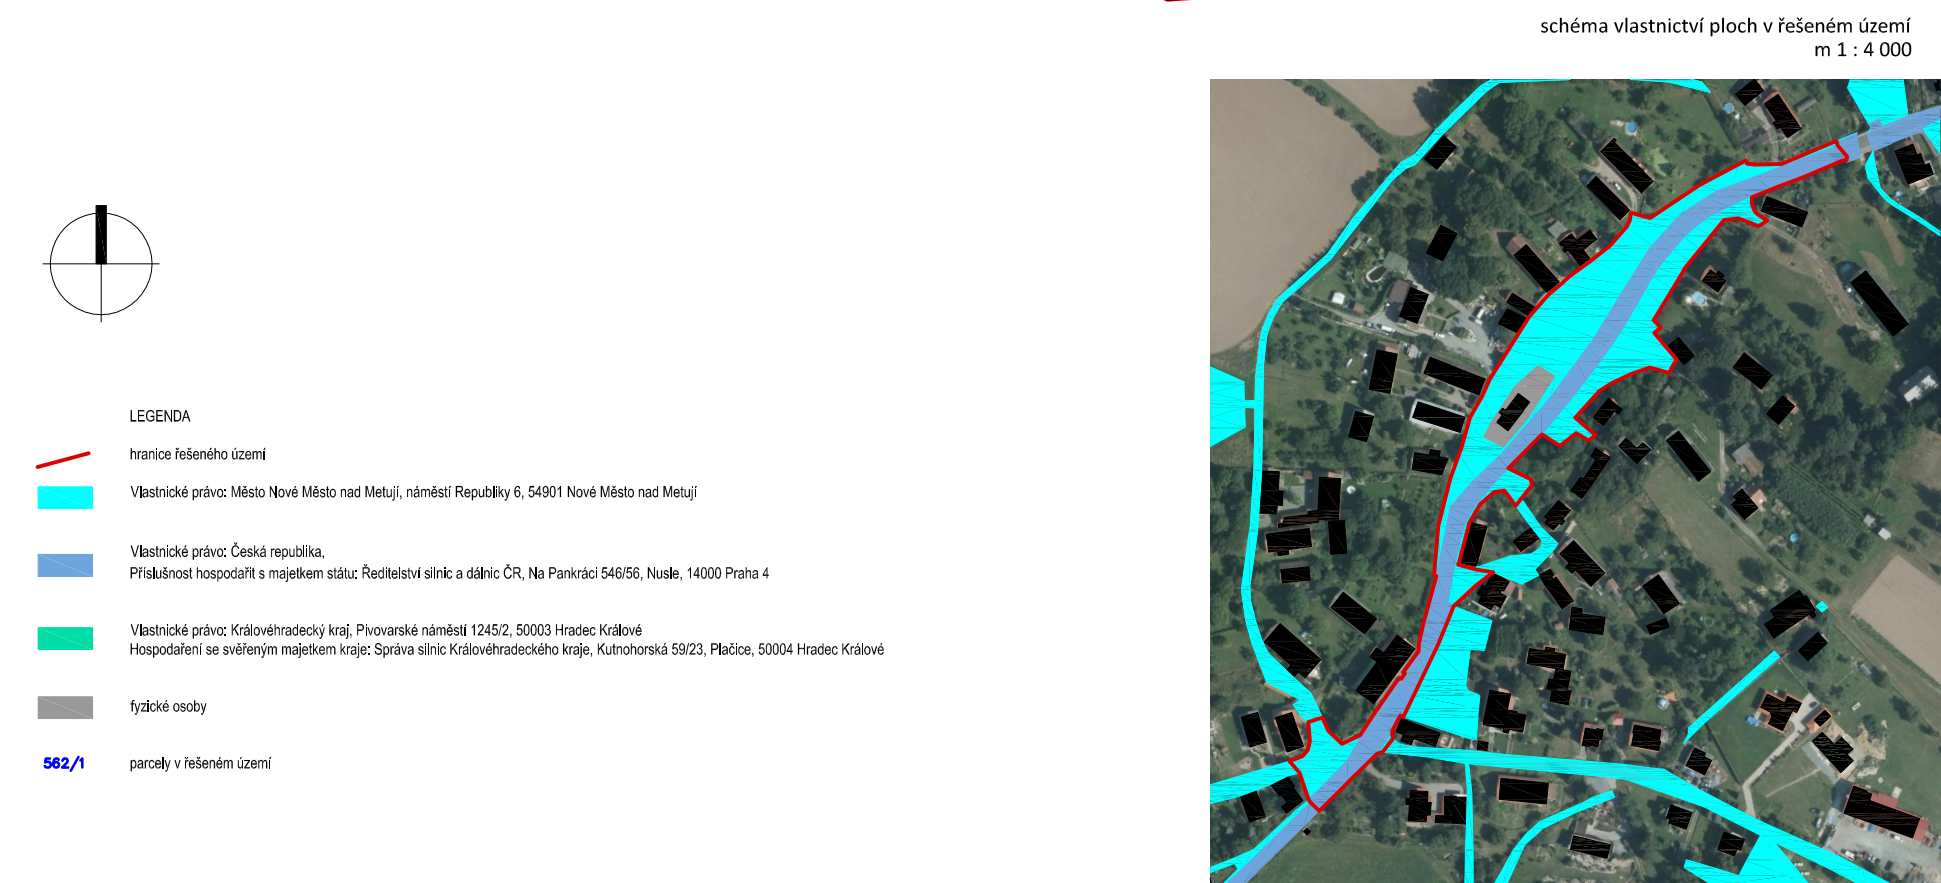 schéma vlastnictví ploch v řešeném území
m 1 : 4 000
LEGENDA
hranice řešeného území
Vlastnické právo: Město Nové Město nad Metují, náměstí Republiky 6, 54901 Nové Město nad Metují
Vlastnické právo: Česká republika,
Příslušnost hospodařit s majetkem státu: Ředitelství silnic a dálnic ČR, Na Pankráci 546/56, Nusle, 14000 Praha 4
Vlastnické právo: Královéhradecký kraj, Pivovarské náměstí 1245/2, 50003 Hradec Králové
Hospodaření se svěřeným majetkem kraje: Správa silnic Královéhradeckého kraje, Kutnohorská 59/23, Plačice, 50004 Hradec Králové
fyzické osoby
562/1 parcely v řešeném území